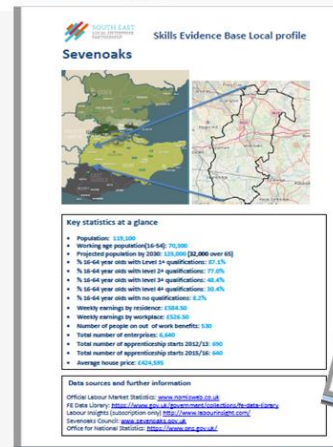 SOUTH EAST
LOCAL ENTERPRISE
PARTNERSHIP
Skills Evidence Base Local profile
Sevenoaks
Key statistics at a glance
Population: 119,100
Working age population(16-64): 70,300
Projected population by 2030: 125,000 (32,000 over 65)
% 16-64 year olds with Level 1+ qualifications: 87.1%
% 16-64 year olds with level 2+ qualifications: 77.0%
% 16-64 year olds with level 3+ qualifications:
% 16-64 year olds with level 4+ qualifications:
% 16-64 year olds with no qualifications:
Weekly earnings by residence: £584.50
Weekly earnings by workplace: £526.50
Number of people on out of work benefits: 530
Total number of enterprises: 6,640
Total number of apprenticeship starts 2012/13: 690
Total number of apprenticeship starts 2015/16: 640
Average house price: £624,595
Data sources and further information
Official Labour Market Statistics: www.nomisweb.co.uk
FE Data Library: https://www.gov.uk/government/collections/fe-data-library
Labour Insights (subscription only) http://www.labourinsight.com/
Sevenoaks Council: www.sevenoaks.gov.uk
Office for National Statistics: https://www.ons.gov.uk/